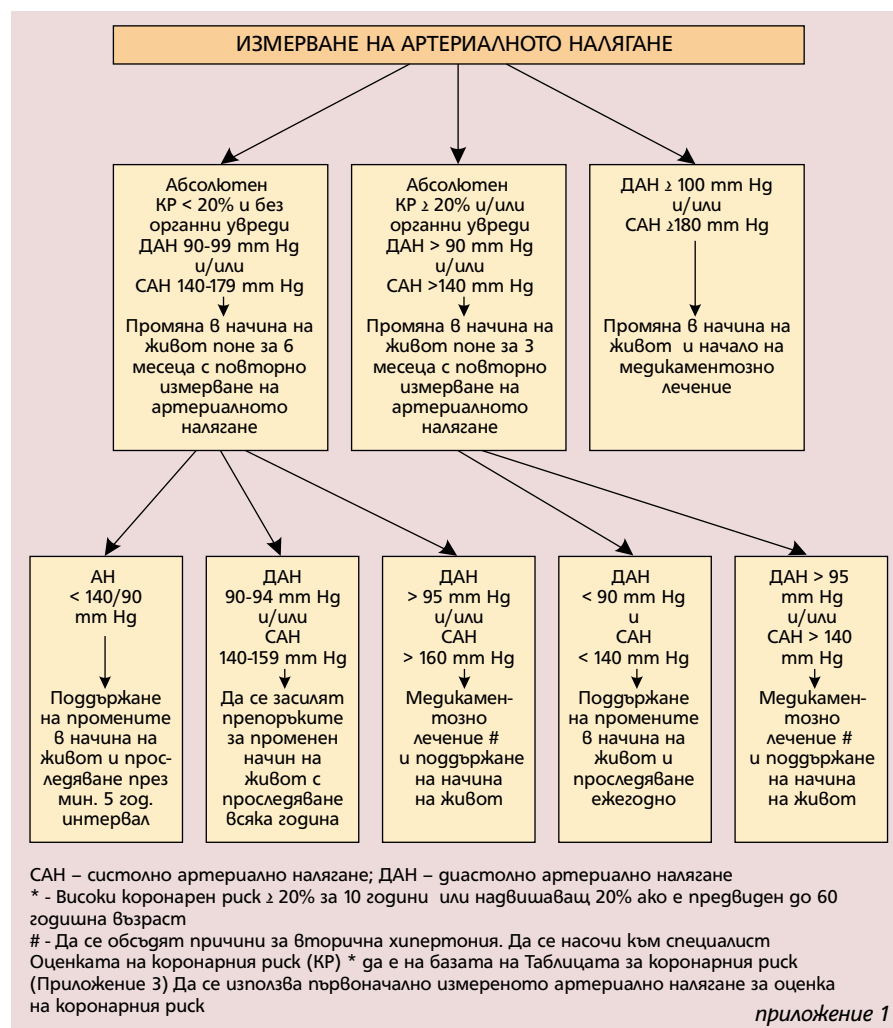 ИЗМЕРВАНЕ НА АРТЕРИАЛНОТО НАЛЯГАНЕ
Абсолютен
КР < 20% и без
органни увреди
ДАН 90-99 mm Hg
и/или
САН 140-179 mm Hg
Промяна в начина на
живот поне за 6
месеца с повторно
измерване на
артериалното
налягане
Абсолютен
КР ≥ 20% и/или
органни увреди
ДАН > 90 mm Hg
и/или
САН >140 mm Hg
Промяна в начина на
живот поне за 3
месеца с повторно
измерване на
артериалното
налягане
ДАН ≥ 100 mm Hg
и/или
САН ≥180 mm Hg
Промяна в начина на
живот и начало на
медикаментозно
лечение
АН
< 140/90
mm Hg
Поддържане
на промените
в начина на
живот и прос-
ледяване през
мин. 5 год.
интервал
ДАН
90-94 mm Hg
и/или
САН
140-159 mm Hg
Да се засилят
препоръките
за променен
начин на
живот с
проследяване
всяка година
ДАН
> 95 mm Hg
и/или
САН
> 160 mm Hg
Медикамен-
тозно
лечение #
и поддържане
на начина
на живот
ДАН
< 90 mm Hg
и
САН
< 140 mm Hg
Поддържане
на промените
в начина на
живот и
проследяване
ежегодно
ДАН > 95
mm Hg
и/или
САН > 140
mm Hg
Медикамен-
тозно
лечение #
и поддържане
на начина
на живот
САН – систолно артериално налягане; ДАН – диастолно артериално налягане
* - Високи коронарен риск ≥ 20% за 10 години или надвишаващ 20% ако е предвиден до 60
годишна възраст
# - Да се обсъдят причини за вторична хипертония. Да се насочи към специалист
Оценката на коронарния риск (КР) * да е на базата на Таблицата за коронарния риск
(Приложение 3) Да се използва първоначално измереното артериално налягане за оценка
на коронарния риск
приложение 1